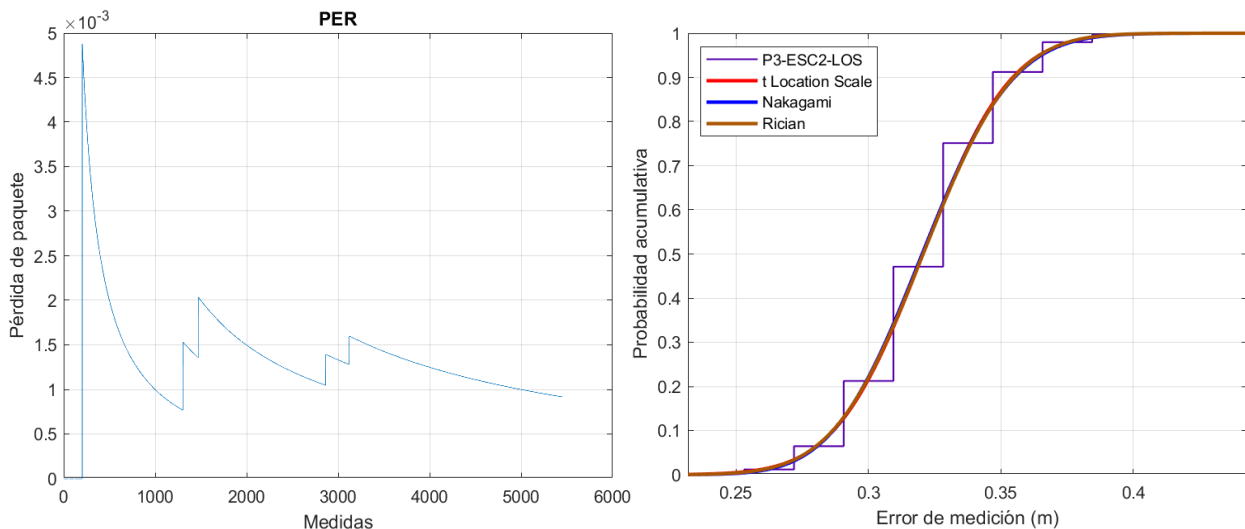 PER
×10⁻³
5
4.5
4
3.5
3
2.5
2
1.5
1
0.5
0
Pérdida de paquete
0 1000 2000 3000 4000 5000 6000
Medidas
P3-ESC2-LOS
t Location Scale
Nakagami
Rician
1
0.9
0.8
0.7
0.6
0.5
0.4
0.3
0.2
0.1
0
Probabilidad acumulativa
0.25 0.3 0.35 0.4
Error de medición (m)